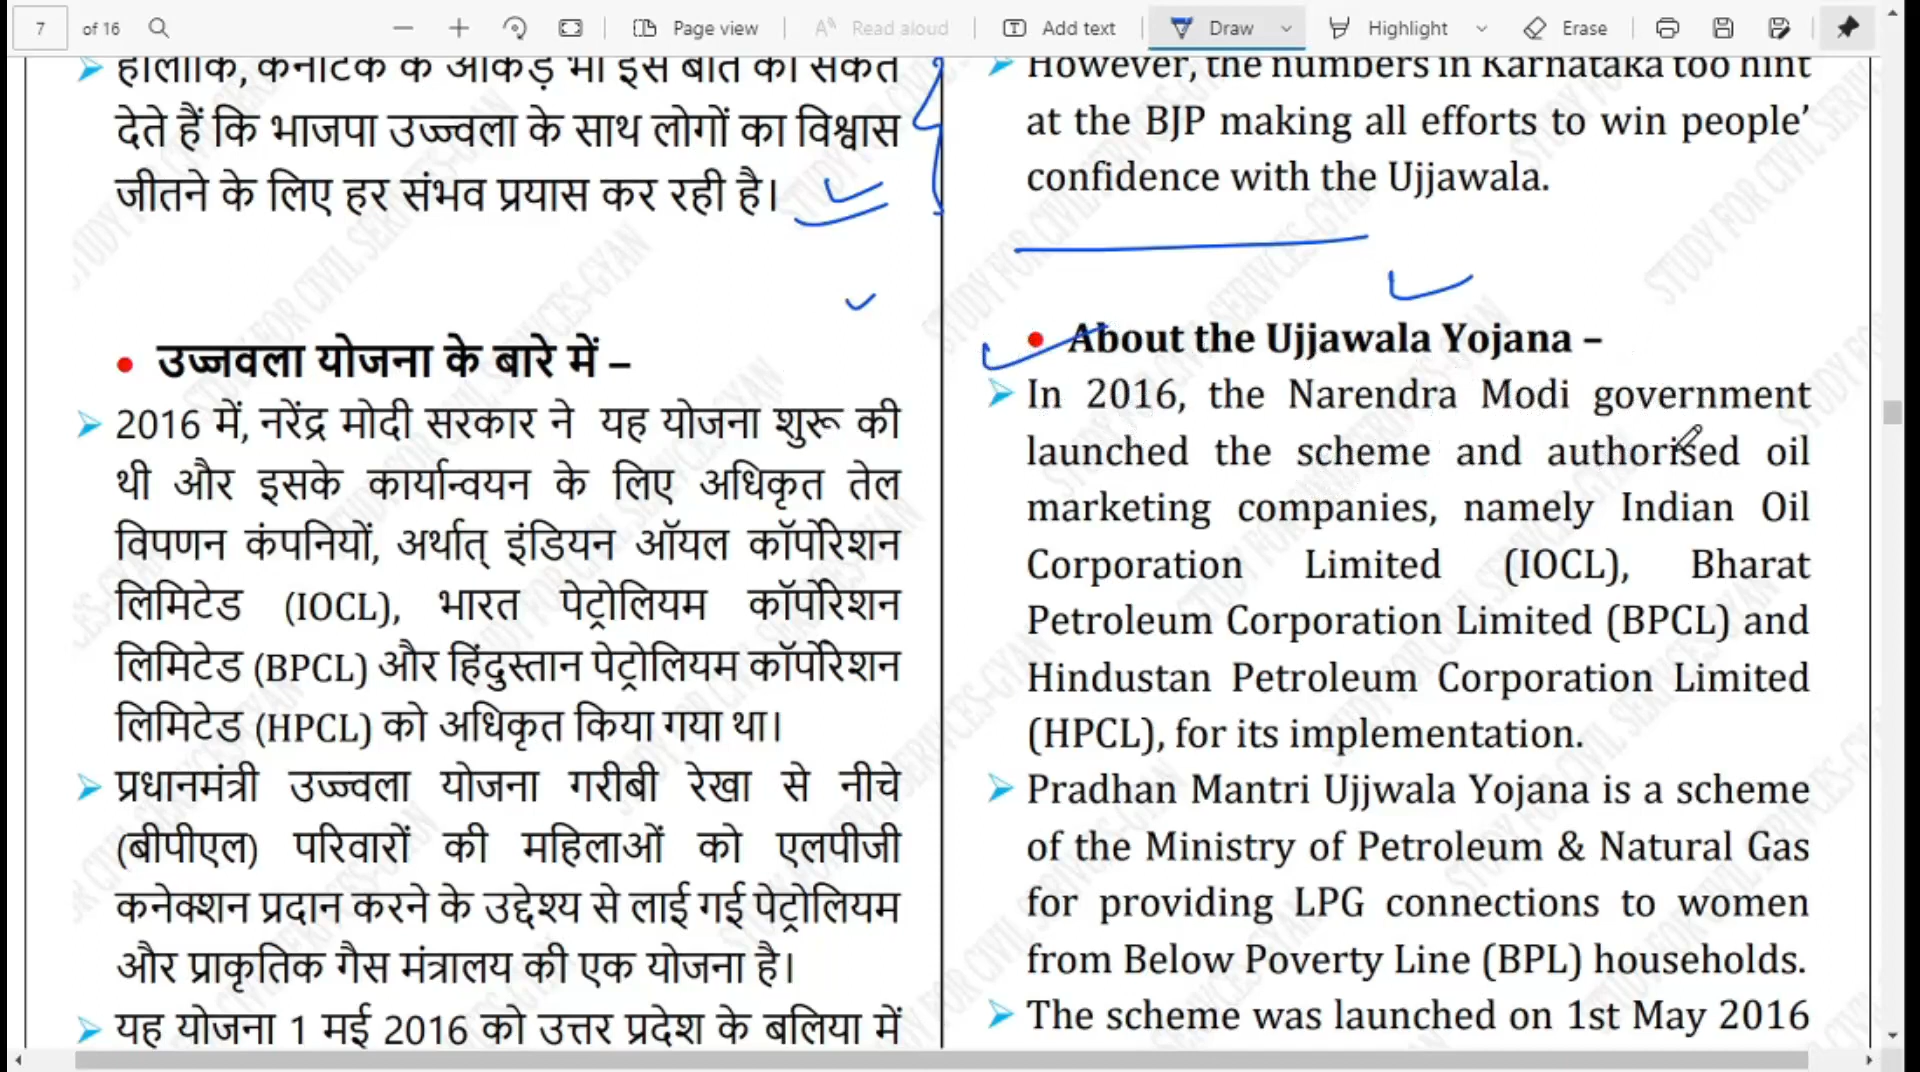 7 of 16 Page view Read aloud Add text Draw Highlight Erase
हालांकि, कर्नाटक के आंकड़े भी इस बात का संकेत
देते हैं कि भाजपा उज्ज्वला के साथ लोगों का विश्वास
जीतने के लिए हर संभव प्रयास कर रही है।
• उज्जवला योजना के बारे में –
2016 में, नरेंद्र मोदी सरकार ने यह योजना शुरू की
थी और इसके कार्यान्वयन के लिए अधिकृत तेल
विपणन कंपनियों, अर्थात् इंडियन ऑयल कॉर्पोरेशन
लिमिटेड (IOCL), भारत पेट्रोलियम कॉर्पोरेशन
लिमिटेड (BPCL) और हिंदुस्तान पेट्रोलियम कॉर्पोरेशन
लिमिटेड (HPCL) को अधिकृत किया गया था।
प्रधानमंत्री उज्ज्वला योजना गरीबी रेखा से नीचे
(बीपीएल) परिवारों की महिलाओं को एलपीजी
कनेक्शन प्रदान करने के उद्देश्य से लाई गई पेट्रोलियम
और प्राकृतिक गैस मंत्रालय की एक योजना है।
यह योजना 1 मई 2016 को उत्तर प्रदेश के बलिया में
However, the numbers in Karnataka too hint
at the BJP making all efforts to win people’
confidence with the Ujjawala.
• About the Ujjawala Yojana –
In 2016, the Narendra Modi government
launched the scheme and authorised oil
marketing companies, namely Indian Oil
Corporation Limited (IOCL), Bharat
Petroleum Corporation Limited (BPCL) and
Hindustan Petroleum Corporation Limited
(HPCL), for its implementation.
Pradhan Mantri Ujjwala Yojana is a scheme
of the Ministry of Petroleum & Natural Gas
for providing LPG connections to women
from Below Poverty Line (BPL) households.
The scheme was launched on 1st May 2016
STUDY FOR CIVIL SERIVCES-GYAN